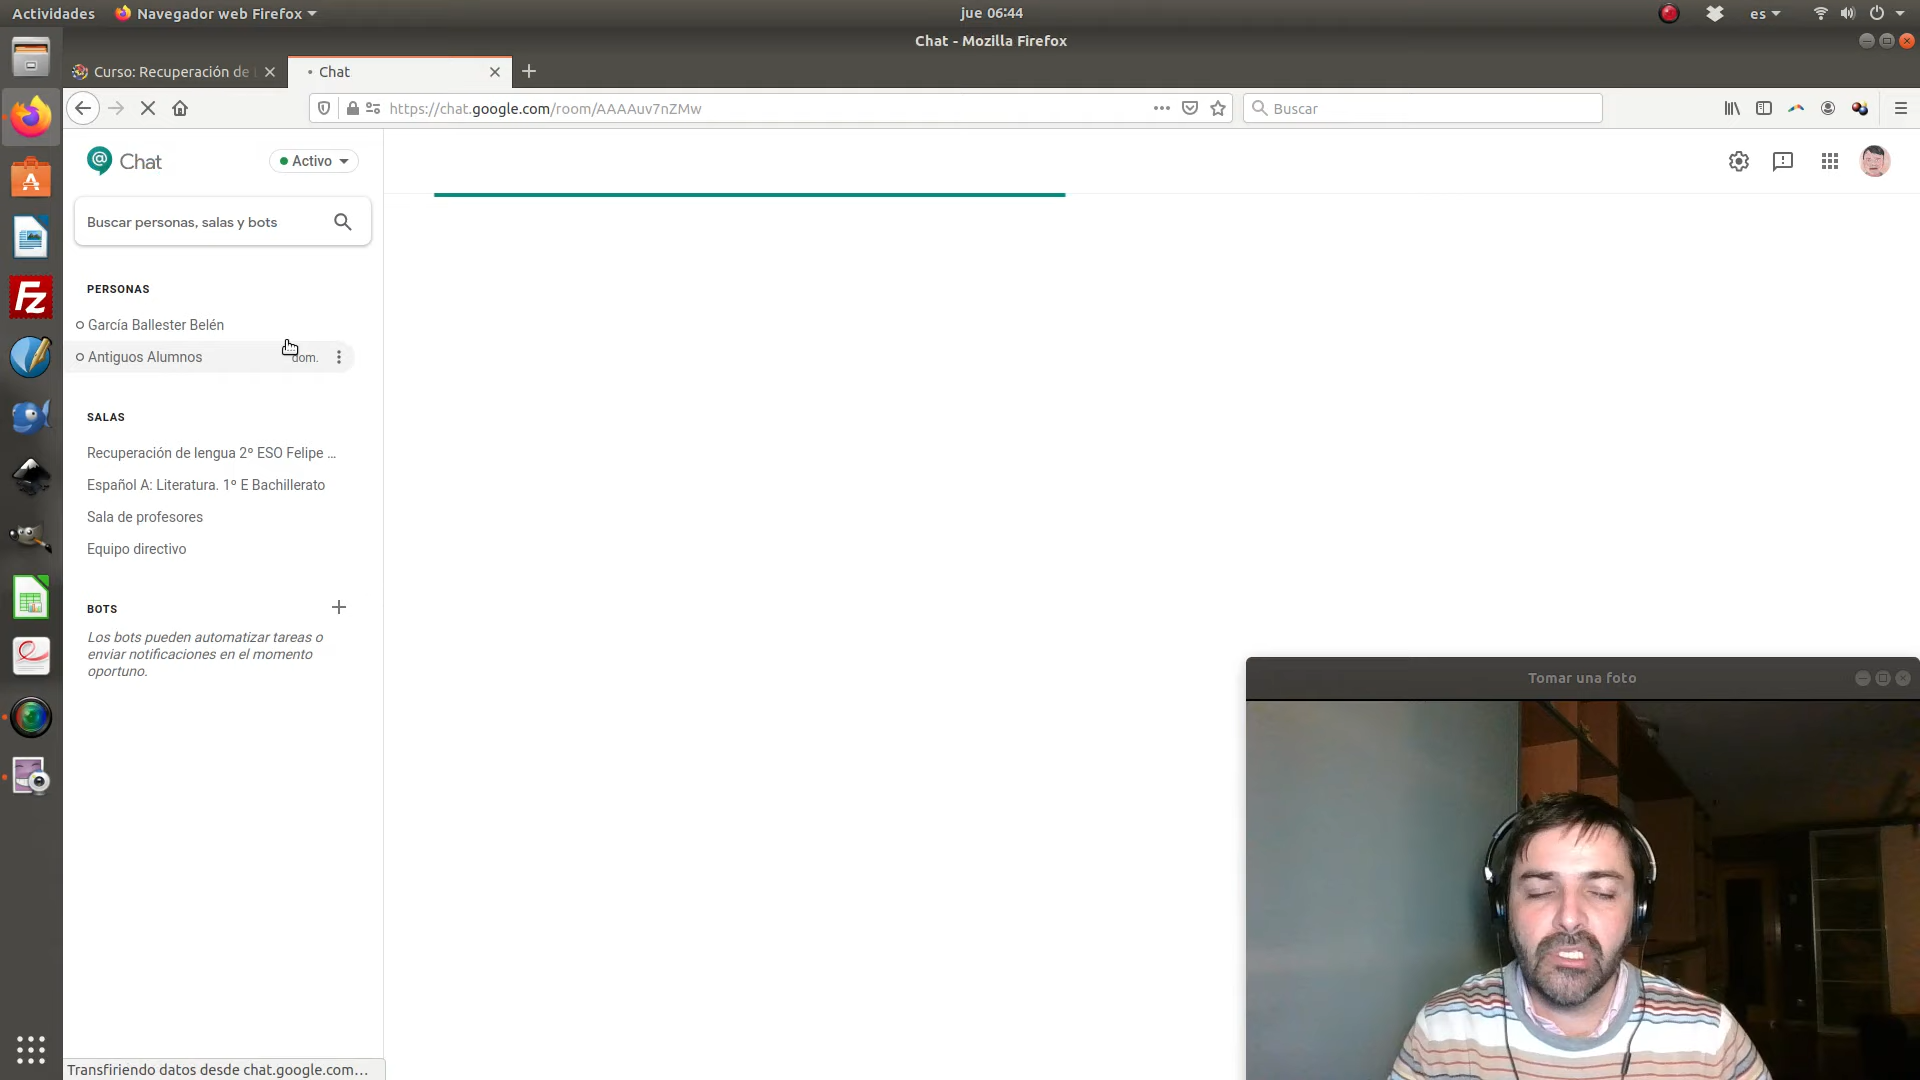 Actividades
Navegador web Firefox
jue 06:44
es
Chat - Mozilla Firefox
Curso: Recuperación de
Chat
https://chat.google.com/room/AAAAuv7nZMw
Buscar
Chat
Activo
Buscar personas, salas y bots
PERSONAS
García Ballester Belén
Antiguos Alumnos
dom.
SALAS
Recuperación de lengua 2º ESO Felipe ...
Español A: Literatura. 1º E Bachillerato
Sala de profesores
Equipo directivo
BOTS
Los bots pueden automatizar tareas o
enviar notificaciones en el momento
oportuno.
Tomar una foto
Transfiriendo datos desde chat.google.com...